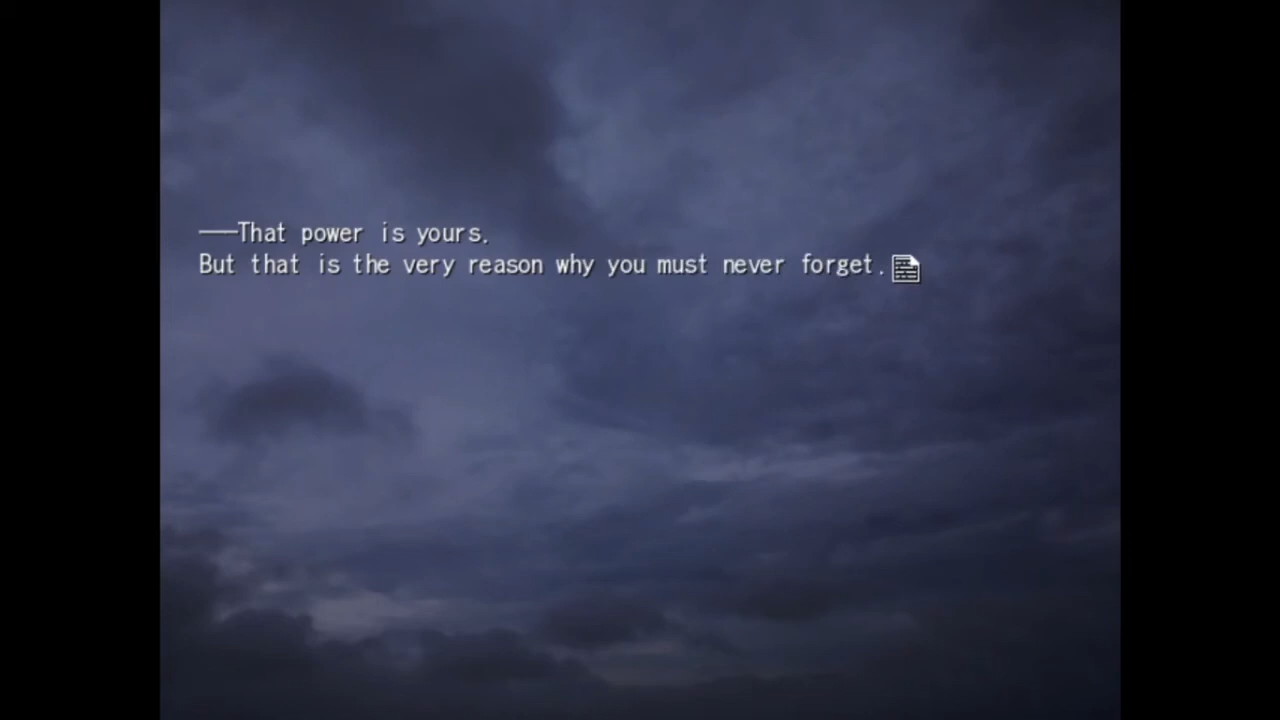 ──That power is yours.
But that is the very reason why you must never forget.